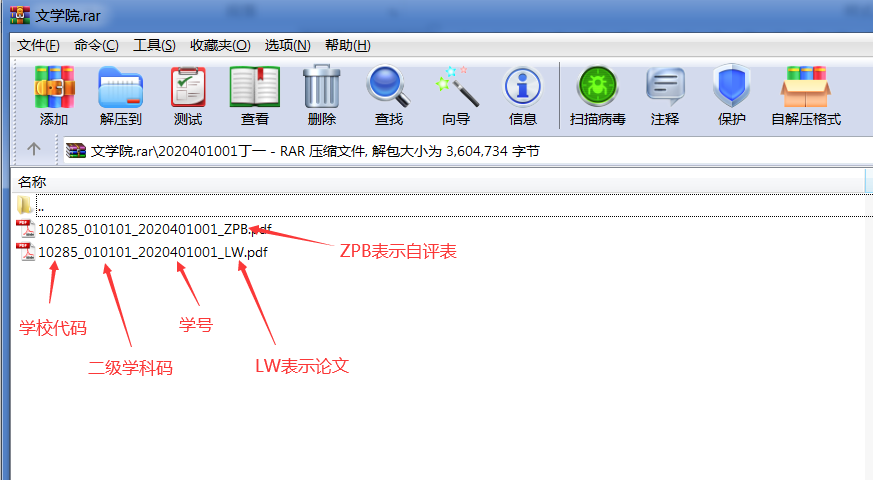 文学院.rar
文件(F) 命令(C) 工具(S) 收藏夹(O) 选项(N) 帮助(H)
添加 解压到 测试 查看 删除 查找 向导 信息 扫描病毒 注释 保护 自解压格式
文学院.rar\2020401001丁一 - RAR 压缩文件, 解包大小为 3,604,734 字节
名称
..
10285_010101_2020401001_ZPB.pdf
10285_010101_2020401001_LW.pdf
ZPB表示自评表
学校代码
学号
二级学科码
LW表示论文